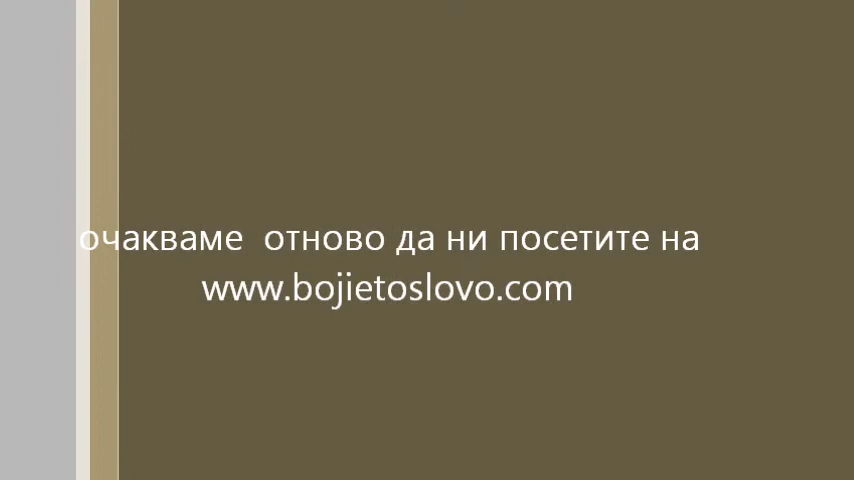 очакваме отново да ни посетите на
www.bojietoslovo.com